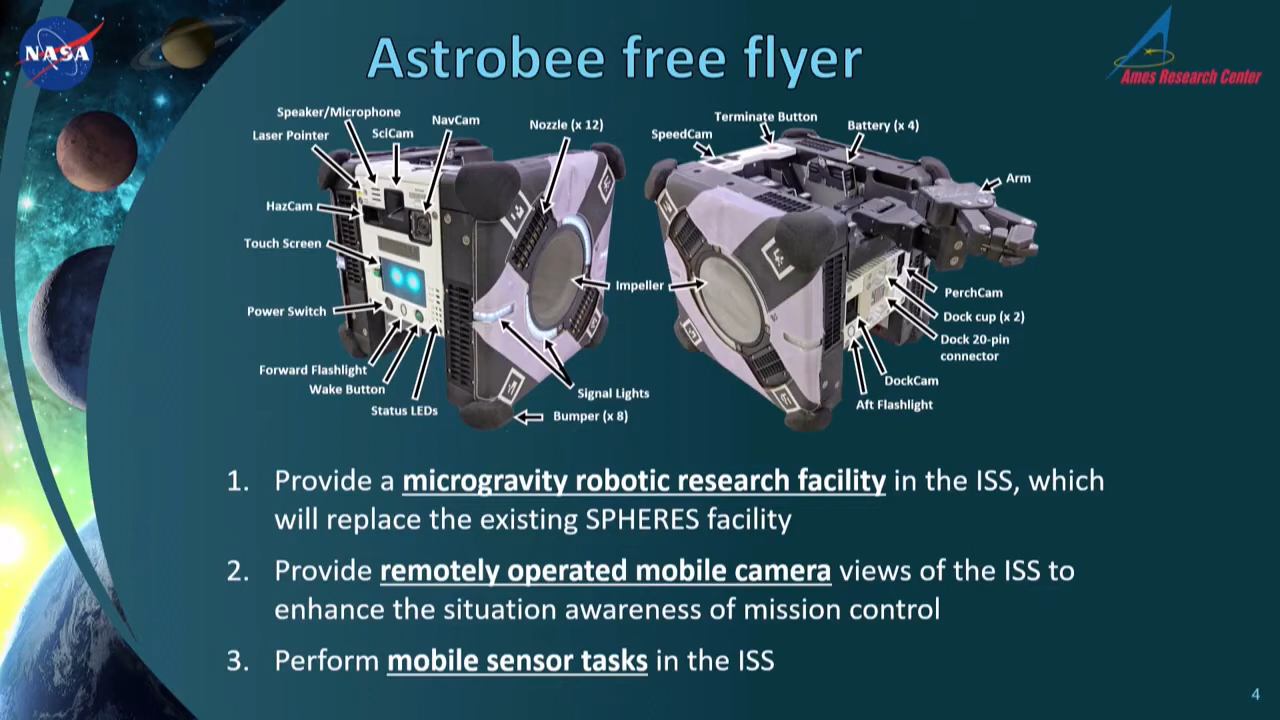 NASA
Astrobee free flyer
Ames Research Center
Speaker/Microphone
Laser Pointer
SciCam
NavCam
Nozzle (x 12)
HazCam
Touch Screen
Power Switch
Forward Flashlight
Wake Button
Status LEDs
Impeller
Signal Lights
Bumper (x 8)
SpeedCam
Terminate Button
Battery (x 4)
Arm
PerchCam
Dock cup (x 2)
Dock 20-pin
connector
DockCam
Aft Flashlight
1. Provide a microgravity robotic research facility in the ISS, which
will replace the existing SPHERES facility
2. Provide remotely operated mobile camera views of the ISS to
enhance the situation awareness of mission control
3. Perform mobile sensor tasks in the ISS
4